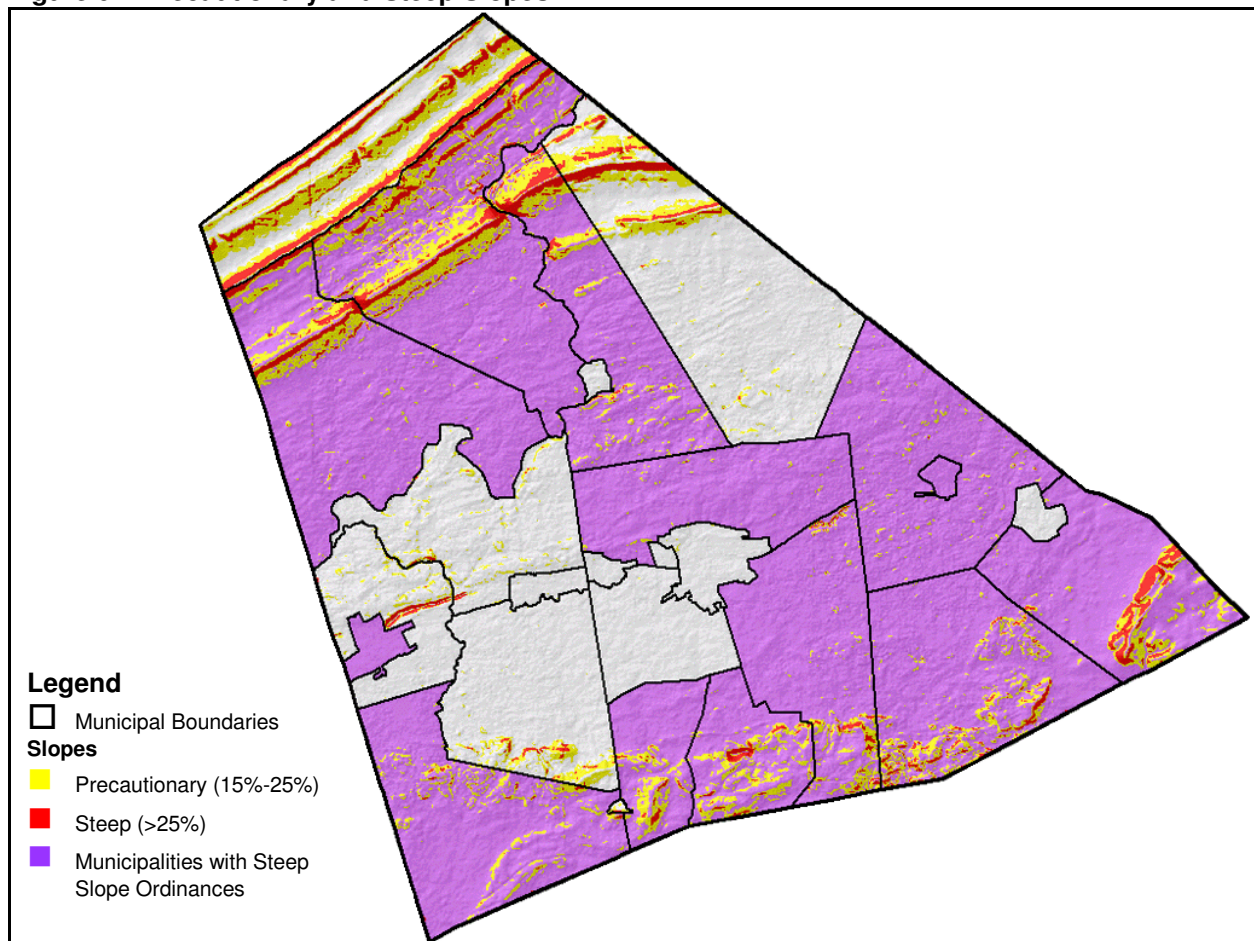 Legend
Municipal Boundaries
Slopes
Precautionary (15%-25%)
Steep (>25%)
Municipalities with Steep
Slope Ordinances